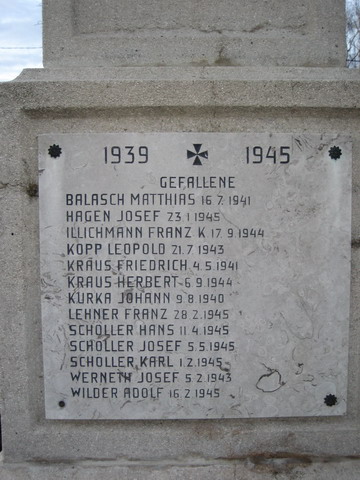 1939 1945
GEFALLENE
BALASCH MATTHIAS 16.7.1941
HAGEN JOSEF 23.1.1945
ILLICHMANN FRANZ K 17.9.1944
KOPP LEOPOLD 21.7.1943
KRAUS FRIEDRICH 4.5.1941
KRAUS HERBERT 6.9.1944
KURKA JOHANN 9.8.1940
LEHNER FRANZ 28.2.1945
SCHOLLER HANS 11.4.1945
SCHOLLER JOSEF 5.5.1945
SCHOLLER KARL 1.2.1945
WERNETH JOSEF 5.2.1943
WILDER ADOLF 16.2.1945